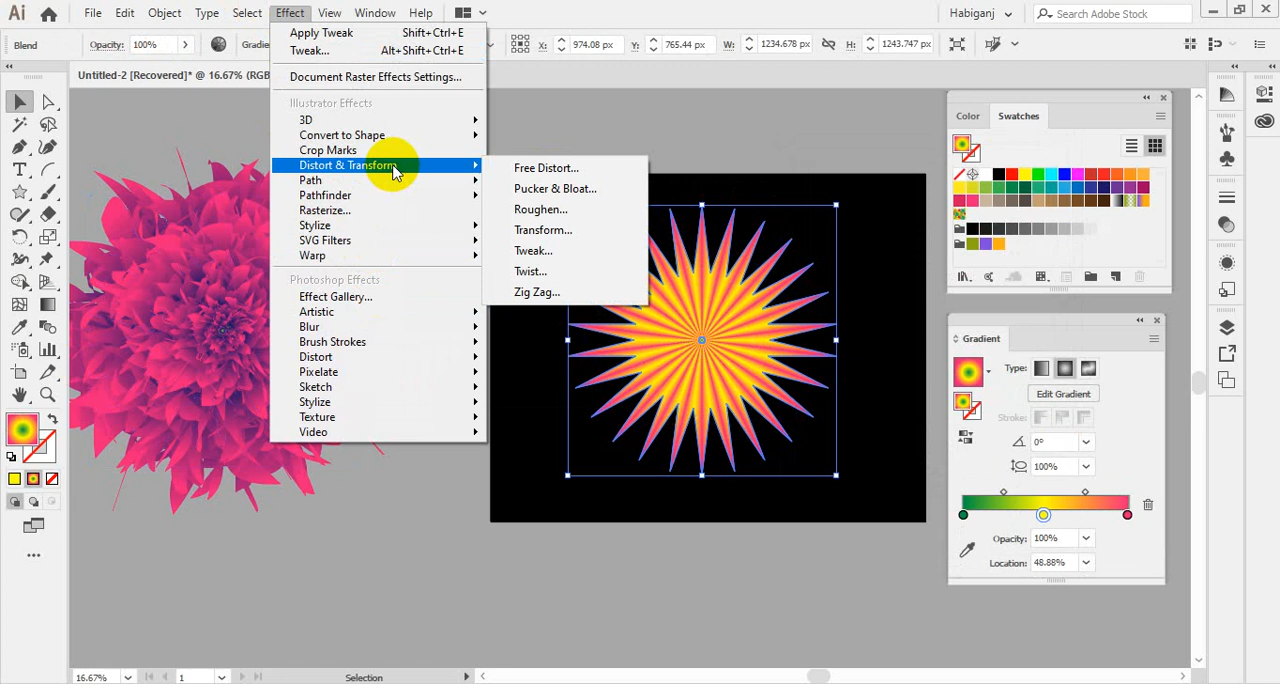 Ai File Edit Object Type Select Effect View Window Help Habiganj Search Adobe Stock
Blend Opacity: 100% X: 974.08 px Y: 765.44 px W: 1234.678 px H: 1243.747 px
Untitled-2 [Recovered]* @ 16.67% (RGB
Apply Tweak Shift+Ctrl+E
Tweak... Alt+Shift+Ctrl+E
Document Raster Effects Settings...
Illustrator Effects
3D
Convert to Shape
Crop Marks
Distort & Transform
Path
Pathfinder
Rasterize...
Stylize
SVG Filters
Warp
Photoshop Effects
Effect Gallery...
Artistic
Blur
Brush Strokes
Distort
Pixelate
Sketch
Stylize
Texture
Video
Free Distort...
Pucker & Bloat...
Roughen...
Transform...
Tweak...
Twist...
Zig Zag...
Color Swatches
Gradient
Type:
Edit Gradient
Stroke:
0°
100%
Opacity: 100%
Location: 48.88%
16.67% 1 Selection